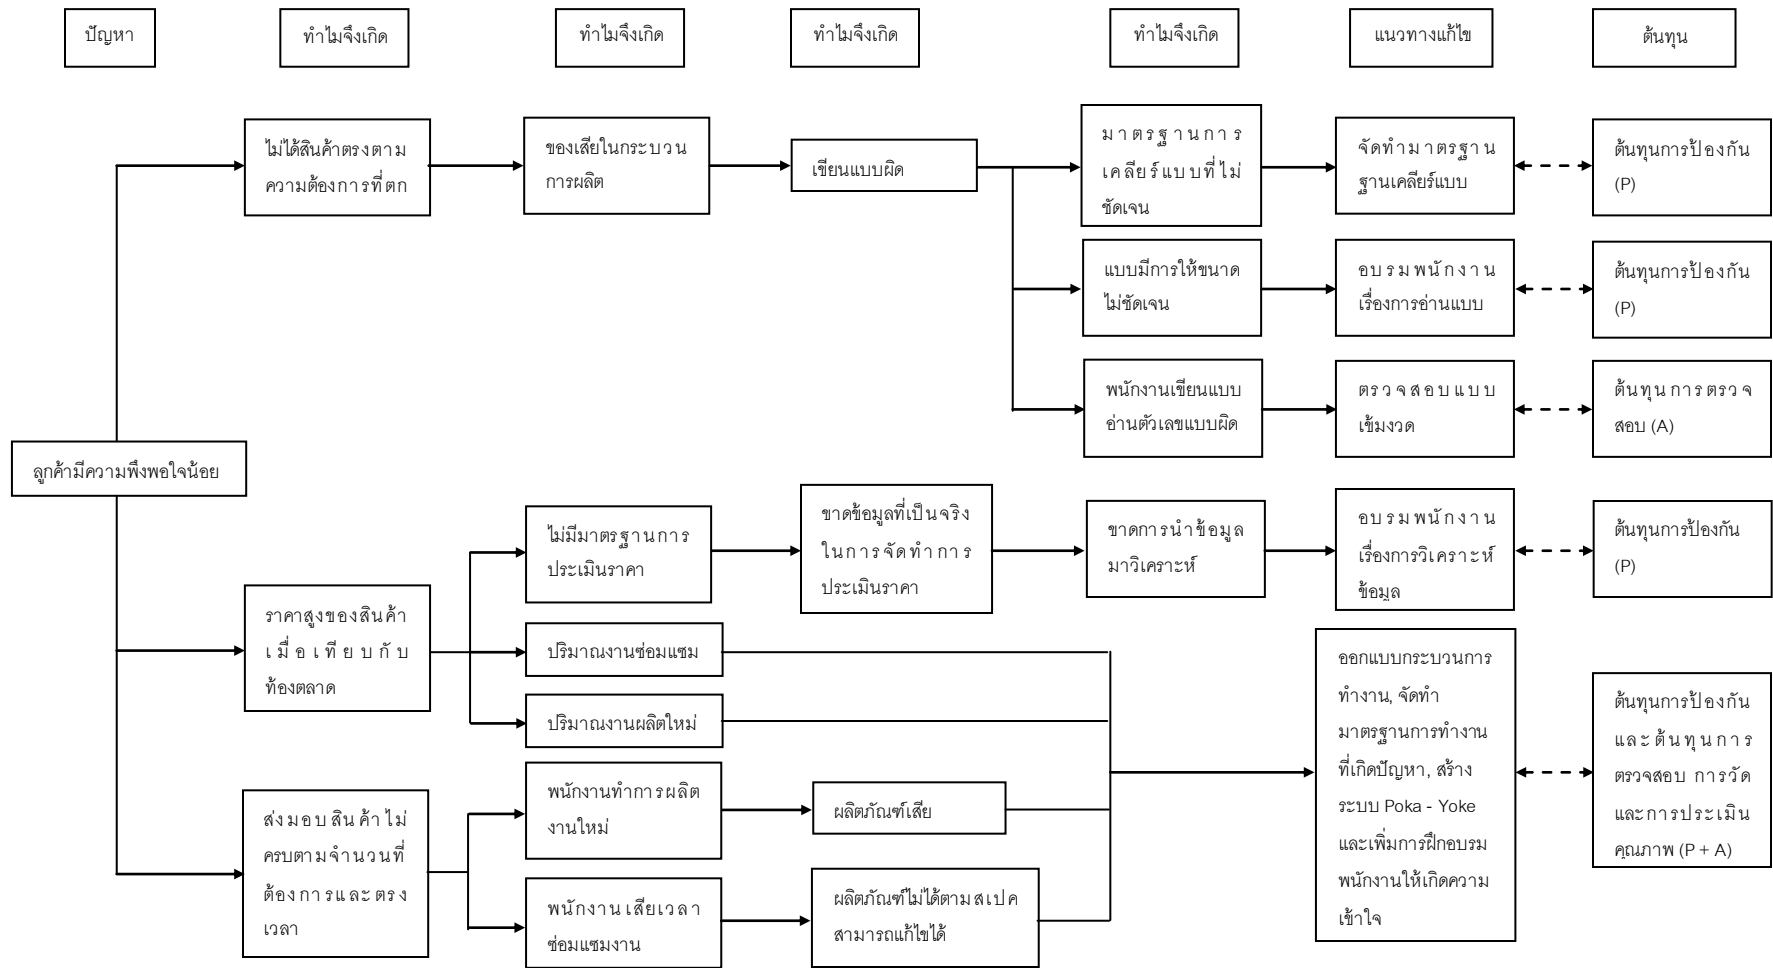 ปัญหา
ทำไมจึงเกิด
ทำไมจึงเกิด
ทำไมจึงเกิด
ทำไมจึงเกิด
แนวทางแก้ไข
ต้นทุน
ไม่ได้สินค้าตรงตาม
ความต้องการที่ตก
ของเสียในกระบวน
การผลิต
เขียนแบบผิด
มาตรฐานการ
เคลียร์แบบที่ไม่
ชัดเจน
จัดทำมาตรฐาน
ฐานเคลียร์แบบ
ต้นทุนการป้องกัน
(P)
แบบมีการให้ขนาด
ไม่ชัดเจน
อบรมพนักงาน
เรื่องการอ่านแบบ
ต้นทุนการป้องกัน
(P)
พนักงานเขียนแบบ
อ่านตัวเลขแบบผิด
ตรวจสอบแบบ
เข้มงวด
ต้นทุนการตรวจ
สอบ (A)
ลูกค้ามีความพึงพอใจน้อย
ไม่มีมาตรฐานการ
ประเมินราคา
ขาดข้อมูลที่เป็นจริง
ในการจัดทำการ
ประเมินราคา
ขาดการนำข้อมูล
มาวิเคราะห์
อบรมพนักงาน
เรื่องการวิเคราะห์
ข้อมูล
ต้นทุนการป้องกัน
(P)
ราคาสูงของสินค้า
เมื่อเทียบกับ
ท้องตลาด
ปริมาณงานซ่อมแซม
ปริมาณงานผลิตใหม่
ออกแบบกระบวนการ
ทำงาน, จัดทำ
มาตรฐานการทำงาน
ที่เกิดปัญหา, สร้าง
ระบบ Poka - Yoke
และเพิ่มการฝึกอบรม
พนักงานให้เกิดความ
เข้าใจ
ต้นทุนการป้องกัน
และต้นทุนการ
ตรวจสอบ การวัด
และการประเมิน
คุณภาพ (P + A)
ส่งมอบสินค้าไม่
ครบตามจำนวนที่
ต้องการและตรง
เวลา
พนักงานทำการผลิต
งานใหม่
ผลิตภัณฑ์เสีย
พนักงานเสียเวลา
ซ่อมแซมงาน
ผลิตภัณฑ์ไม่ได้ตามสเปค
สามารถแก้ไขได้